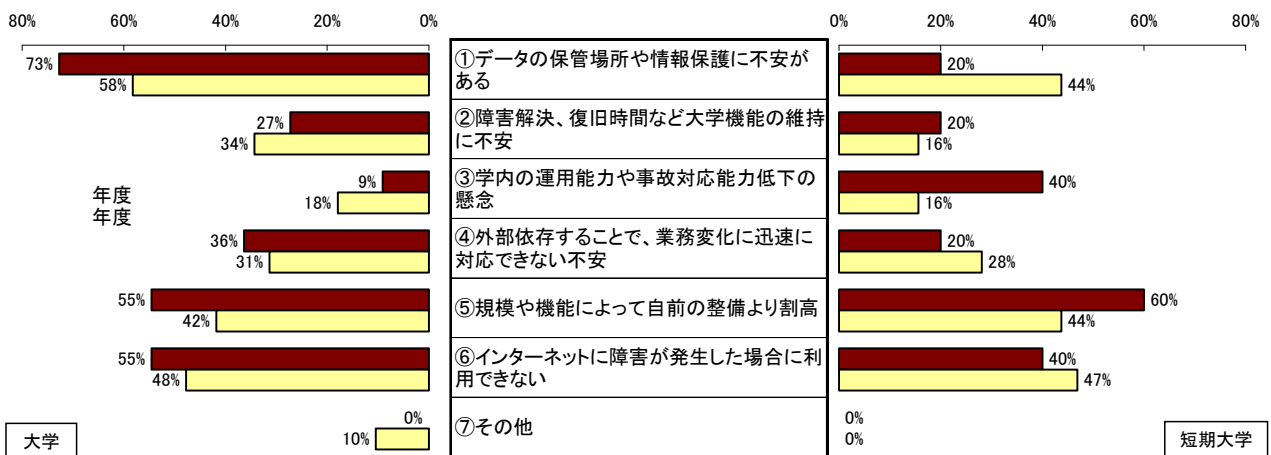 80% 60% 40% 20% 0% 0% 20% 40% 60% 80%
73%
58%
①データの保管場所や情報保護に不安が
ある
20%
44%
27%
34%
②障害解決、復旧時間など大学機能の維持
に不安
20%
16%
年度
年度
9%
18%
③学内の運用能力や事故対応能力低下の
懸念
40%
16%
36%
31%
④外部依存することで、業務変化に迅速に
対応できない不安
20%
28%
55%
42%
⑤規模や機能によって自前の整備より割高
60%
44%
55%
48%
⑥インターネットに障害が発生した場合に利
用できない
40%
47%
0%
10%
⑦その他
0%
0%
大学
短期大学